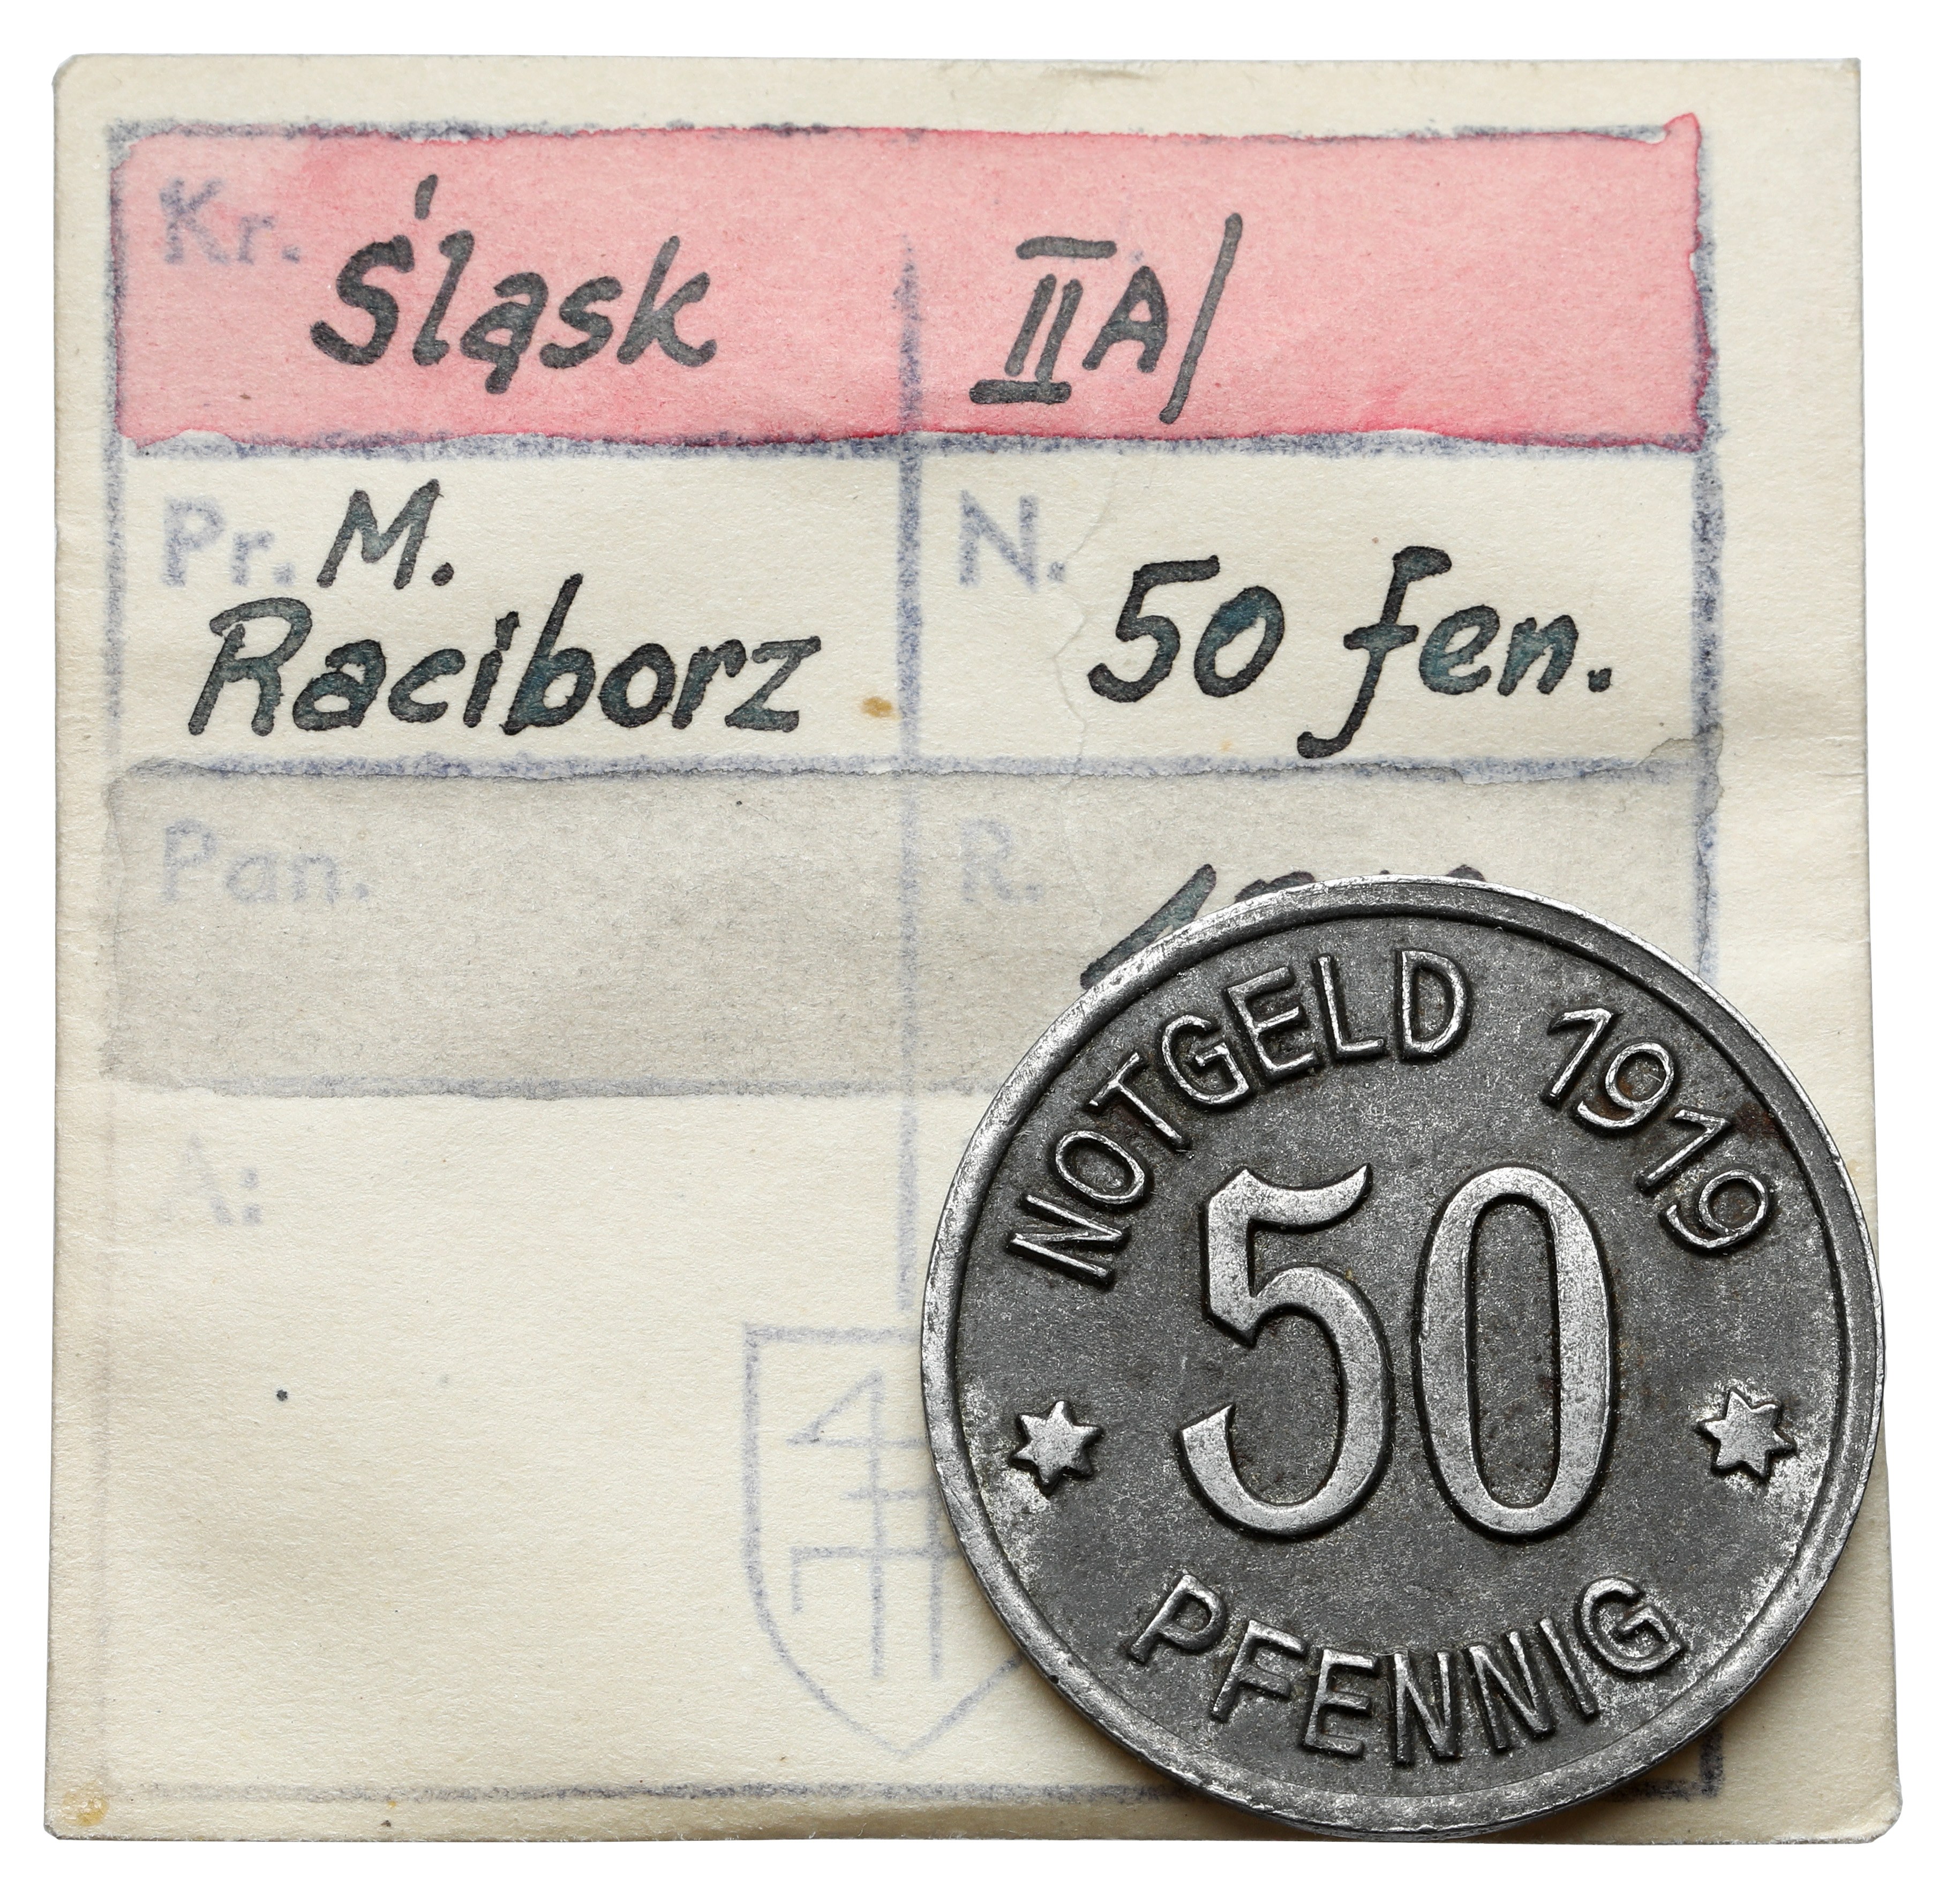 Kr. Śląsk IIA/
Pr. M. Raciborz
N. 50 fen.
Pan.
R.
A:
NOTGELD 1919
50
PFENNIG